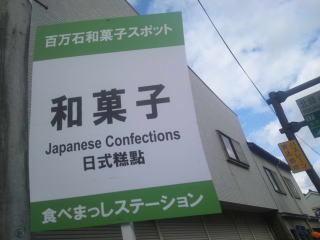 百万石和菓子スポット
和菓子
Japanese Confections
日式糕點
食べまっしステーション